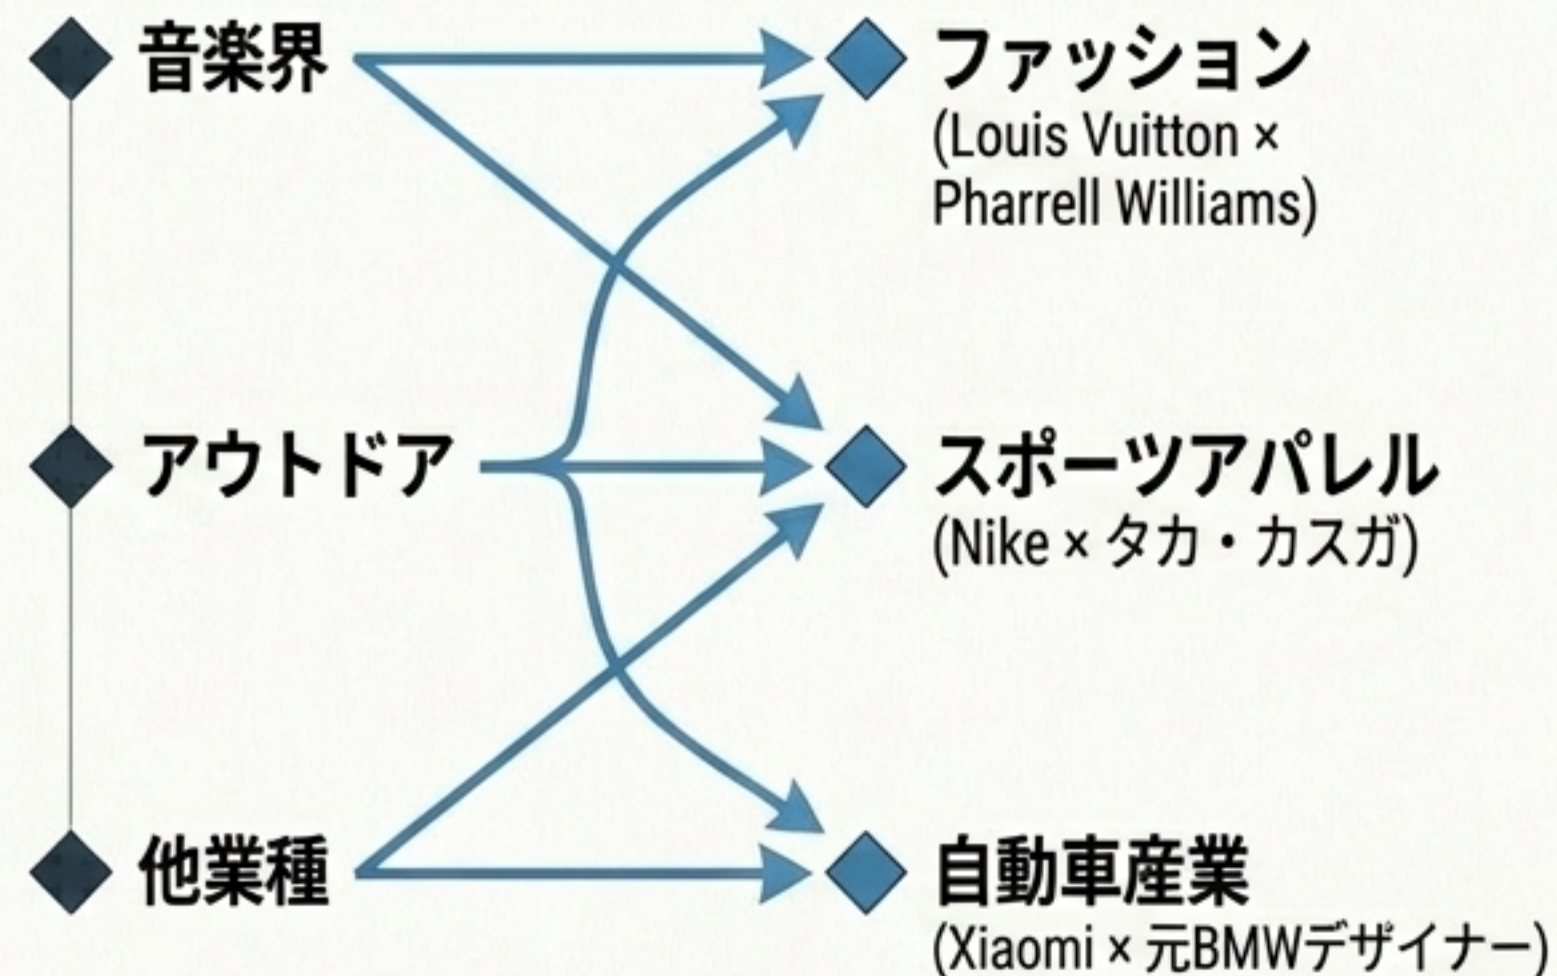 音楽界
ファッション
(Louis Vuitton ×
Pharrell Williams)
アウトドア
スポーツアパレル
(Nike × タカ・カスガ)
他業種
自動車産業
(Xiaomi × 元BMWデザイナー)